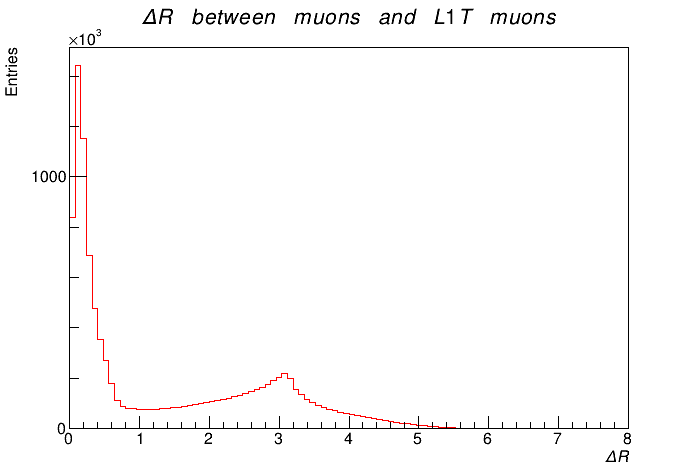 ΔR between muons and L1T muons
×10³
Entries
1000
0
0 1 2 3 4 5 6 7 8
ΔR